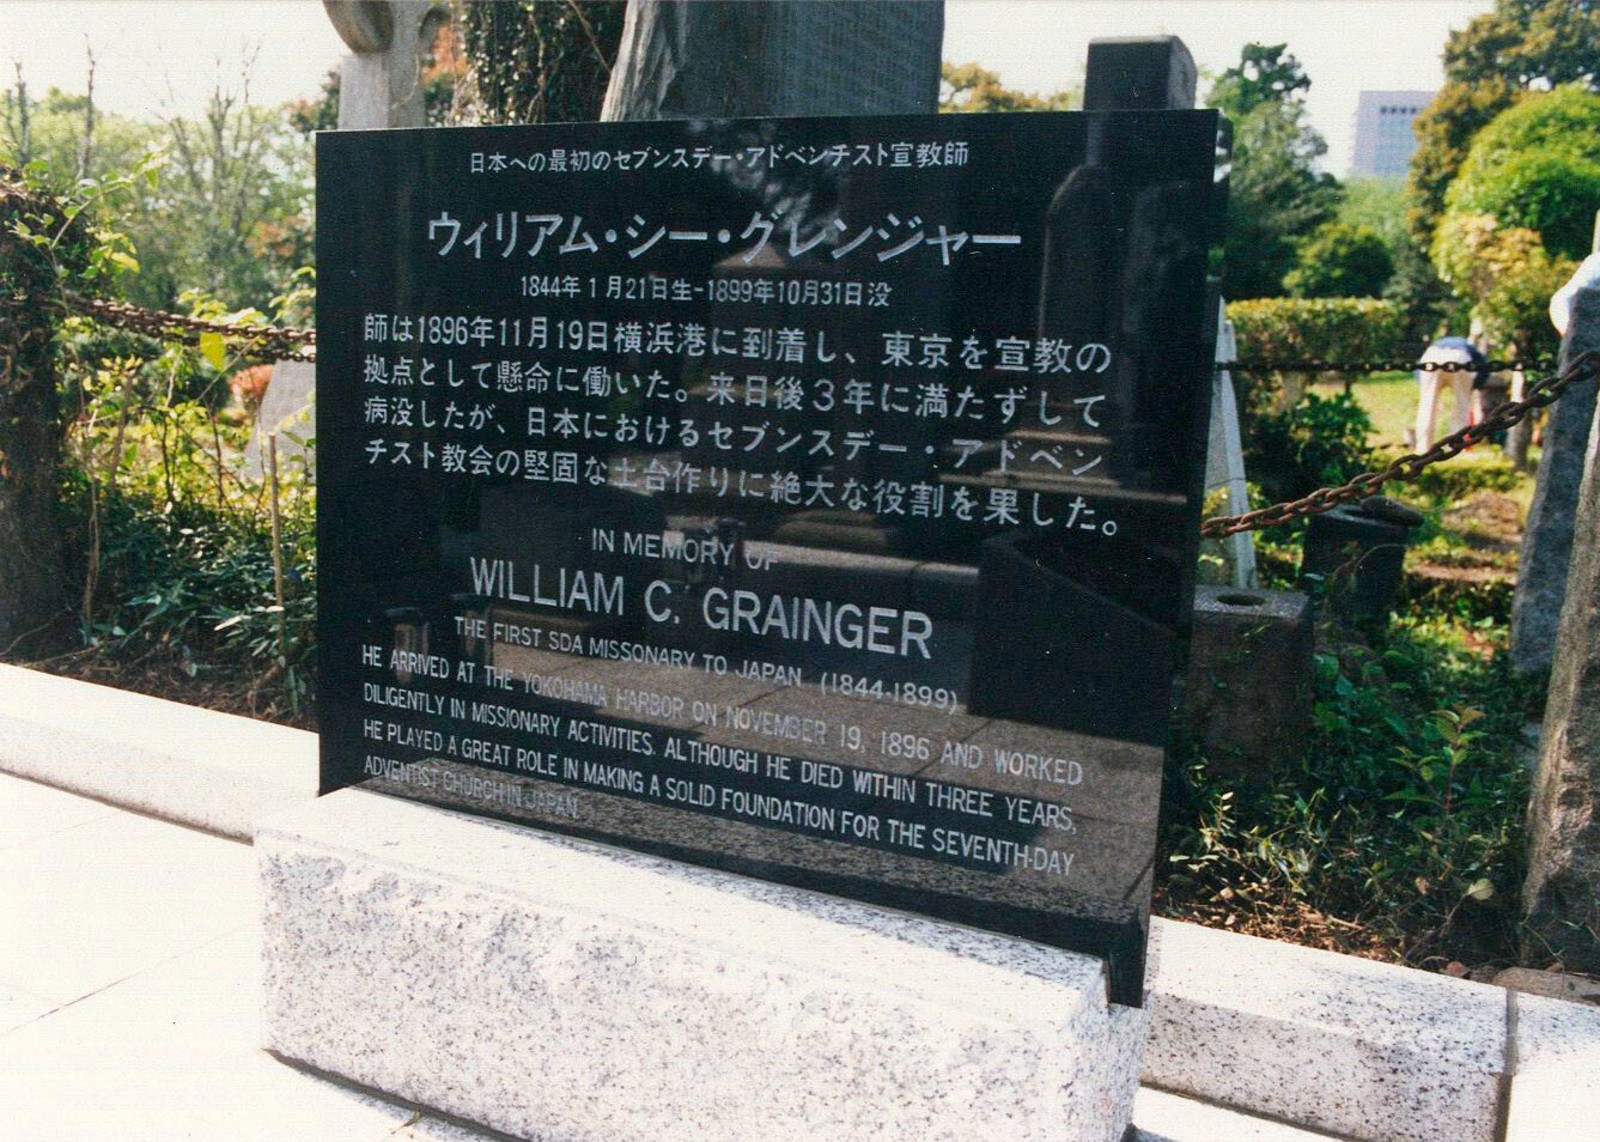 日本への最初のセブンスデー・アドベンチスト宣教師
ウィリアム・シー・グレンジャー
1844年1月21日生-1899年10月31日没
師は1896年11月19日横浜港に到着し、東京を宣教の
拠点として懸命に働いた。来日後3年に満たずして
病没したが、日本におけるセブンスデー・アドベン
チスト教会の堅固な土台作りに絶大な役割を果した。
IN MEMORY OF
WILLIAM C. GRAINGER
THE FIRST SDA MISSONARY TO JAPAN (1844-1899)
HE ARRIVED AT THE YOKOHAMA HARBOR ON NOVEMBER 19, 1896 AND WORKED
DILIGENTLY IN MISSIONARY ACTIVITIES. ALTHOUGH HE DIED WITHIN THREE YEARS,
HE PLAYED A GREAT ROLE IN MAKING A SOLID FOUNDATION FOR THE SEVENTH-DAY
ADVENTIST CHURCH IN JAPAN.